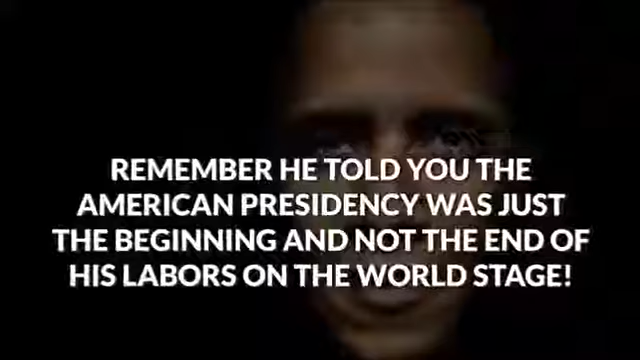 REMEMBER HE TOLD YOU THE
AMERICAN PRESIDENCY WAS JUST
THE BEGINNING AND NOT THE END OF
HIS LABORS ON THE WORLD STAGE!